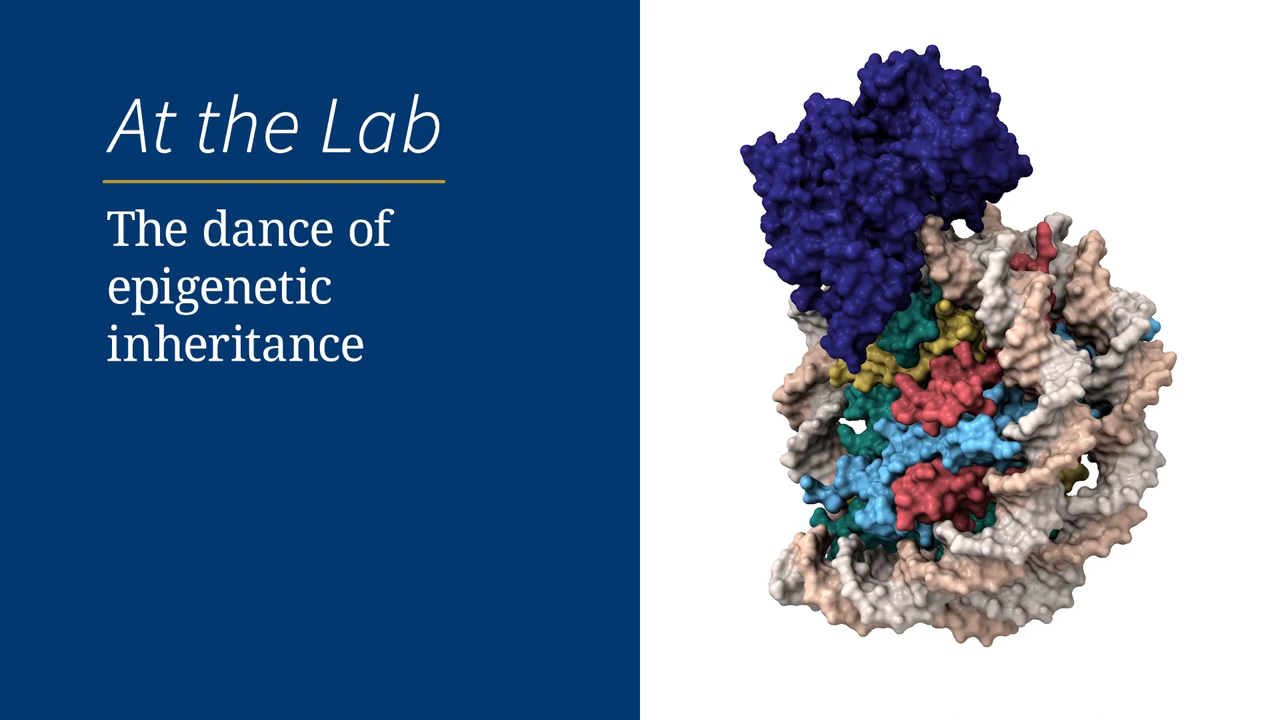 At the Lab
The dance of
epigenetic
inheritance